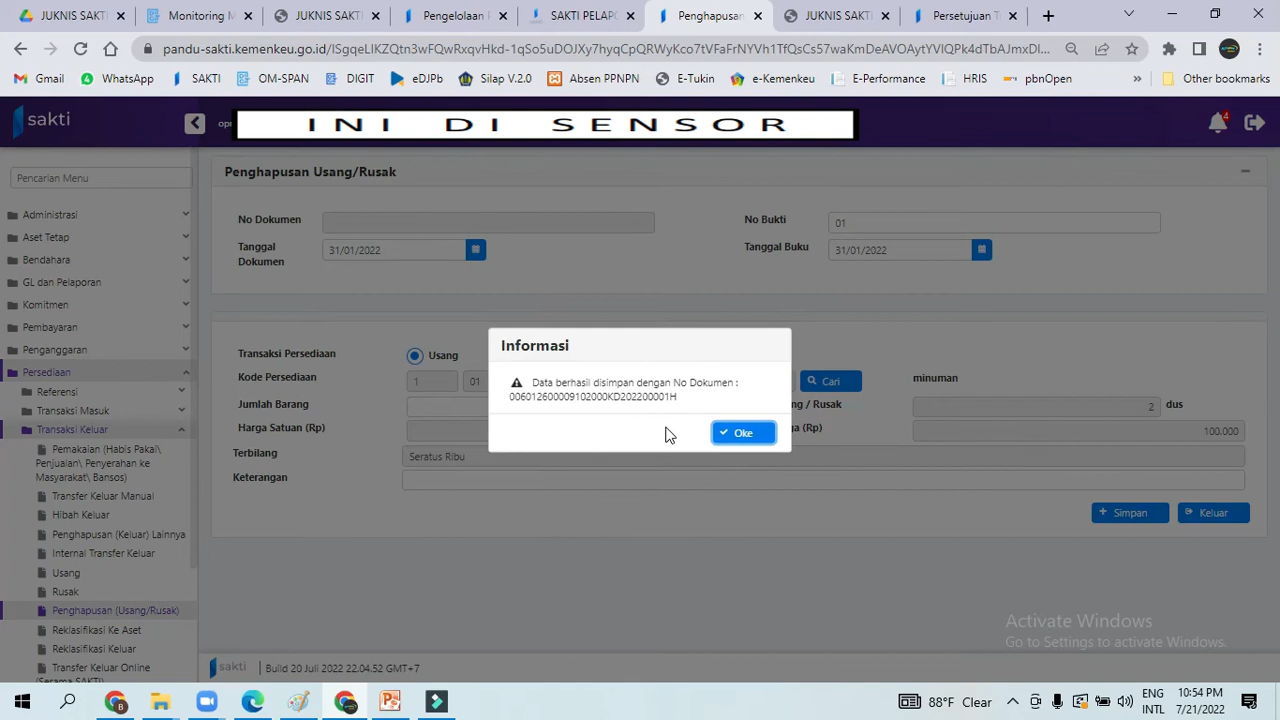 JUKNIS SAKTI
Monitoring M
JUKNIS SAKTI
Pengelolaan F
SAKTI PELAPO
Penghapusan
JUKNIS SAKTI
Persetujuan T
Gmail
WhatsApp
SAKTI
OM-SPAN
DIGIT
eDJPb
Silap V.2.0
Absen PPNPN
E-Tukin
e-Kemenkeu
E-Performance
HRIS
pbnOpen
»
Other bookmarks
sakti
INI DI SENSOR
4
Pencarian Menu
Administrasi
Aset Tetap
Bendahara
GL dan Pelaporan
Komitmen
Pembayaran
Penganggaran
Persediaan
Referensi
Transaksi Masuk
Transaksi Keluar
Pemakaian (Habis Pakai\
Penjualan\ Penyerahan ke
Masyarakat\ Bansos)
Transfer Keluar Manual
Hibah Keluar
Penghapusan (Keluar) Lainnya
Internal Transfer Keluar
Usang
Rusak
Penghapusan (Usang/Rusak)
Reklasifikasi Ke Aset
Reklasifikasi Keluar
Transfer Keluar Online
(Sesama SAKTI)
Penghapusan Usang/Rusak
No Dokumen
No Bukti 01
Tanggal
Dokumen
31/01/2022
Tanggal Buku 31/01/2022
Transaksi Persediaan Usang
Kode Persediaan 1 01 Cari minuman
Jumlah Barang
/ Rusak 2 dus
Harga Satuan (Rp)
(Rp) 100.000
Terbilang Seratus Ribu
Keterangan
Simpan Keluar
Informasi
Data berhasil disimpan dengan No Dokumen :
006012600009102000KD202200001H
Oke
Activate Windows
Go to Settings to activate Windows.
sakti | Build 20 Juli 2022 22.04.52 GMT+7
88°F Clear
ENG
INTL
10:54 PM
7/21/2022